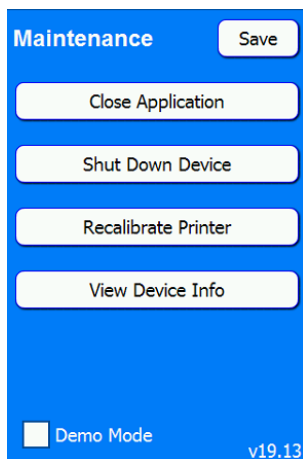 Maintenance
Save
Close Application
Shut Down Device
Recalibrate Printer
View Device Info
Demo Mode
v19.13